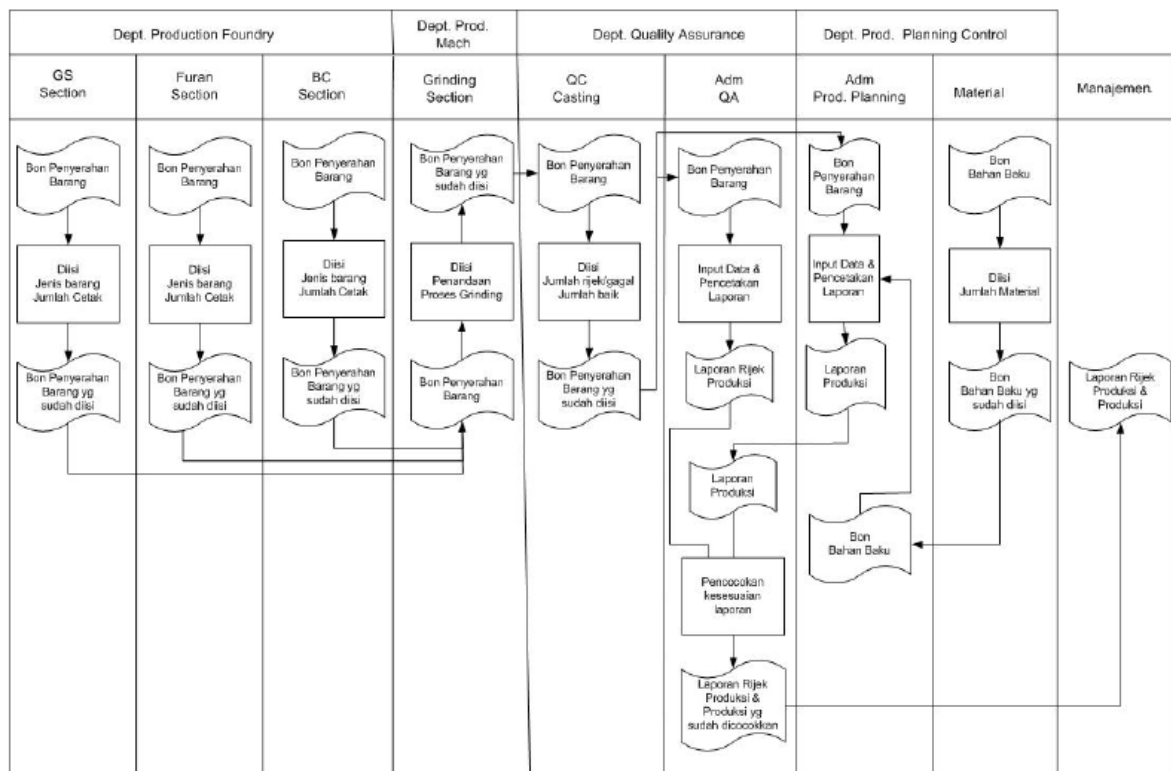 Dept. Production Foundry
Dept. Prod.
Mach
Dept. Quality Assurance
Dept. Prod. Planning Control
GS
Section
Furan
Section
BC
Section
Grinding
Section
QC
Casting
Adm
QA
Adm
Prod. Planning
Material
Manajemen.
Bon Penyerahan
Barang
Bon Penyerahan
Barang
Bon Penyerahan
Barang
Bon Penyerahan
Barang yg
sudah diisi
Bon Penyerahan
Barang
Bon Penyerahan
Barang
Bon
Penyerahan
Barang
Bon
Bahan Baku
Diisi
Jenis barang
Jumlah Cetak
Diisi
Jenis barang
Jumlah Cetak
Diisi
Jenis barang
Jumlah Cetak
Diisi
Penandaan
Proses Grinding
Diisi
Jumlah rijek/gagal
Jumlah baik
Input Data &
Pencetakan
Laporan
Input Data &
Pencetakan
Laporan
Diisi
Jumlah Material
Bon Penyerahan
Barang yg
sudah diisi
Bon Penyerahan
Barang yg
sudah diisi
Bon Penyerahan
Barang yg
sudah diisi
Bon Penyerahan
Barang
Bon Penyerahan
Barang yg
sudah diisi
Laporan Rijek
Produksi
Laporan
Produksi
Bon
Bahan Baku yg
sudah diisi
Laporan Rijek
Produksi &
Produksi
Laporan
Produksi
Bon
Bahan Baku
Pencocokan
kesesuaian
laporan
Laporan Rijek
Produksi &
Produksi yg
sudah dicocokkan